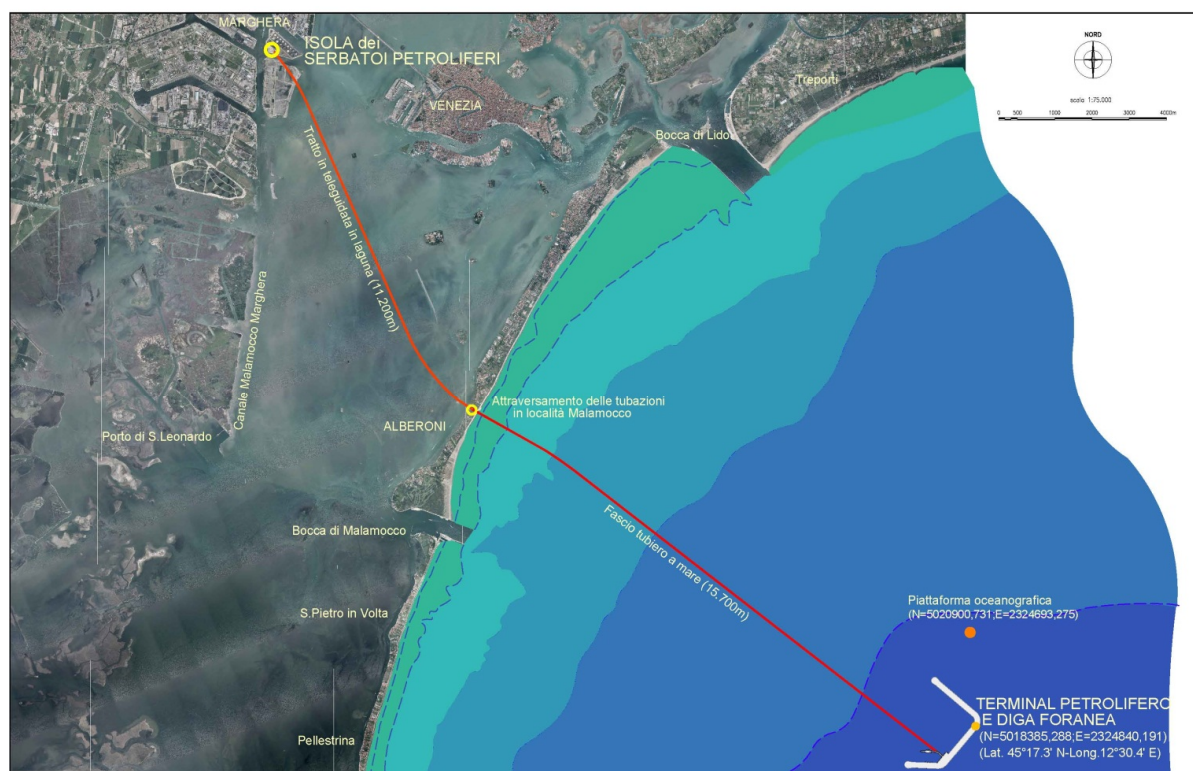 MARGHERA
ISOLA dei
SERBATOI PETROLIFERI
NORD
scala 1:75.000
0 500 1000 2000 3000 4000m
Treporti
VENEZIA
Bocca di Lido
Tratto in teleguidata in laguna (11.200m)
Canale Malamocco Marghera
Attraversamento delle tubazioni
in località Malamocco
ALBERONI
Porto di S.Leonardo
Bocca di Malamocco
Fascio tubiero a mare (15.700m)
S.Pietro in Volta
Piattaforma oceanografica
(N=5020900,731;E=2324693,275)
TERMINAL PETROLIFERO
E DIGA FORANEA
(N=5018385,288;E=2324840,191)
(Lat. 45°17.3' N-Long.12°30.4' E)
Pellestrina